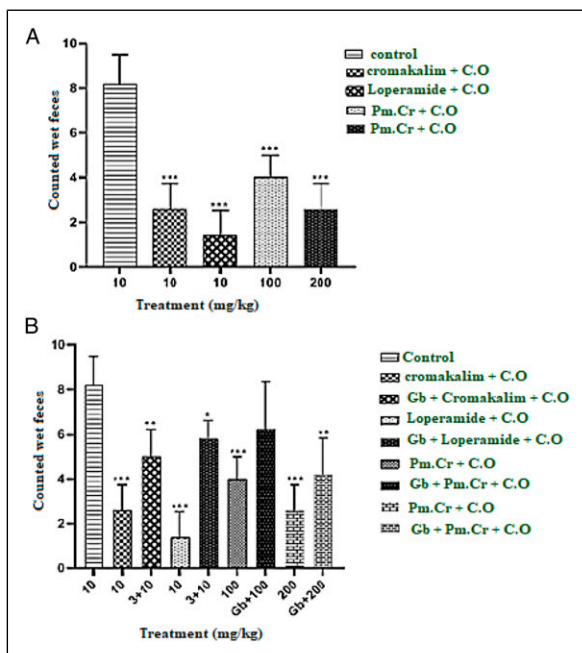 A
10
8
6
4
2
0
Counted wet feces
***
***
***
***
10
10
10
100
200
Treatment (mg/kg)
control
cromakalim + C.O
Loperamide + C.O
Pm.Cr + C.O
Pm.Cr + C.O
B
10
8
6
4
2
0
Counted wet feces
***
**
***
*
***
***
**
10
10
3+10
10
3+10
100
Gb+100
200
Gb+200
Treatment (mg/kg)
Control
cromakalim + C.O
Gb + Cromakalim + C.O
Loperamide + C.O
Gb + Loperamide + C.O
Pm.Cr + C.O
Gb + Pm.Cr + C.O
Pm.Cr + C.O
Gb + Pm.Cr + C.O